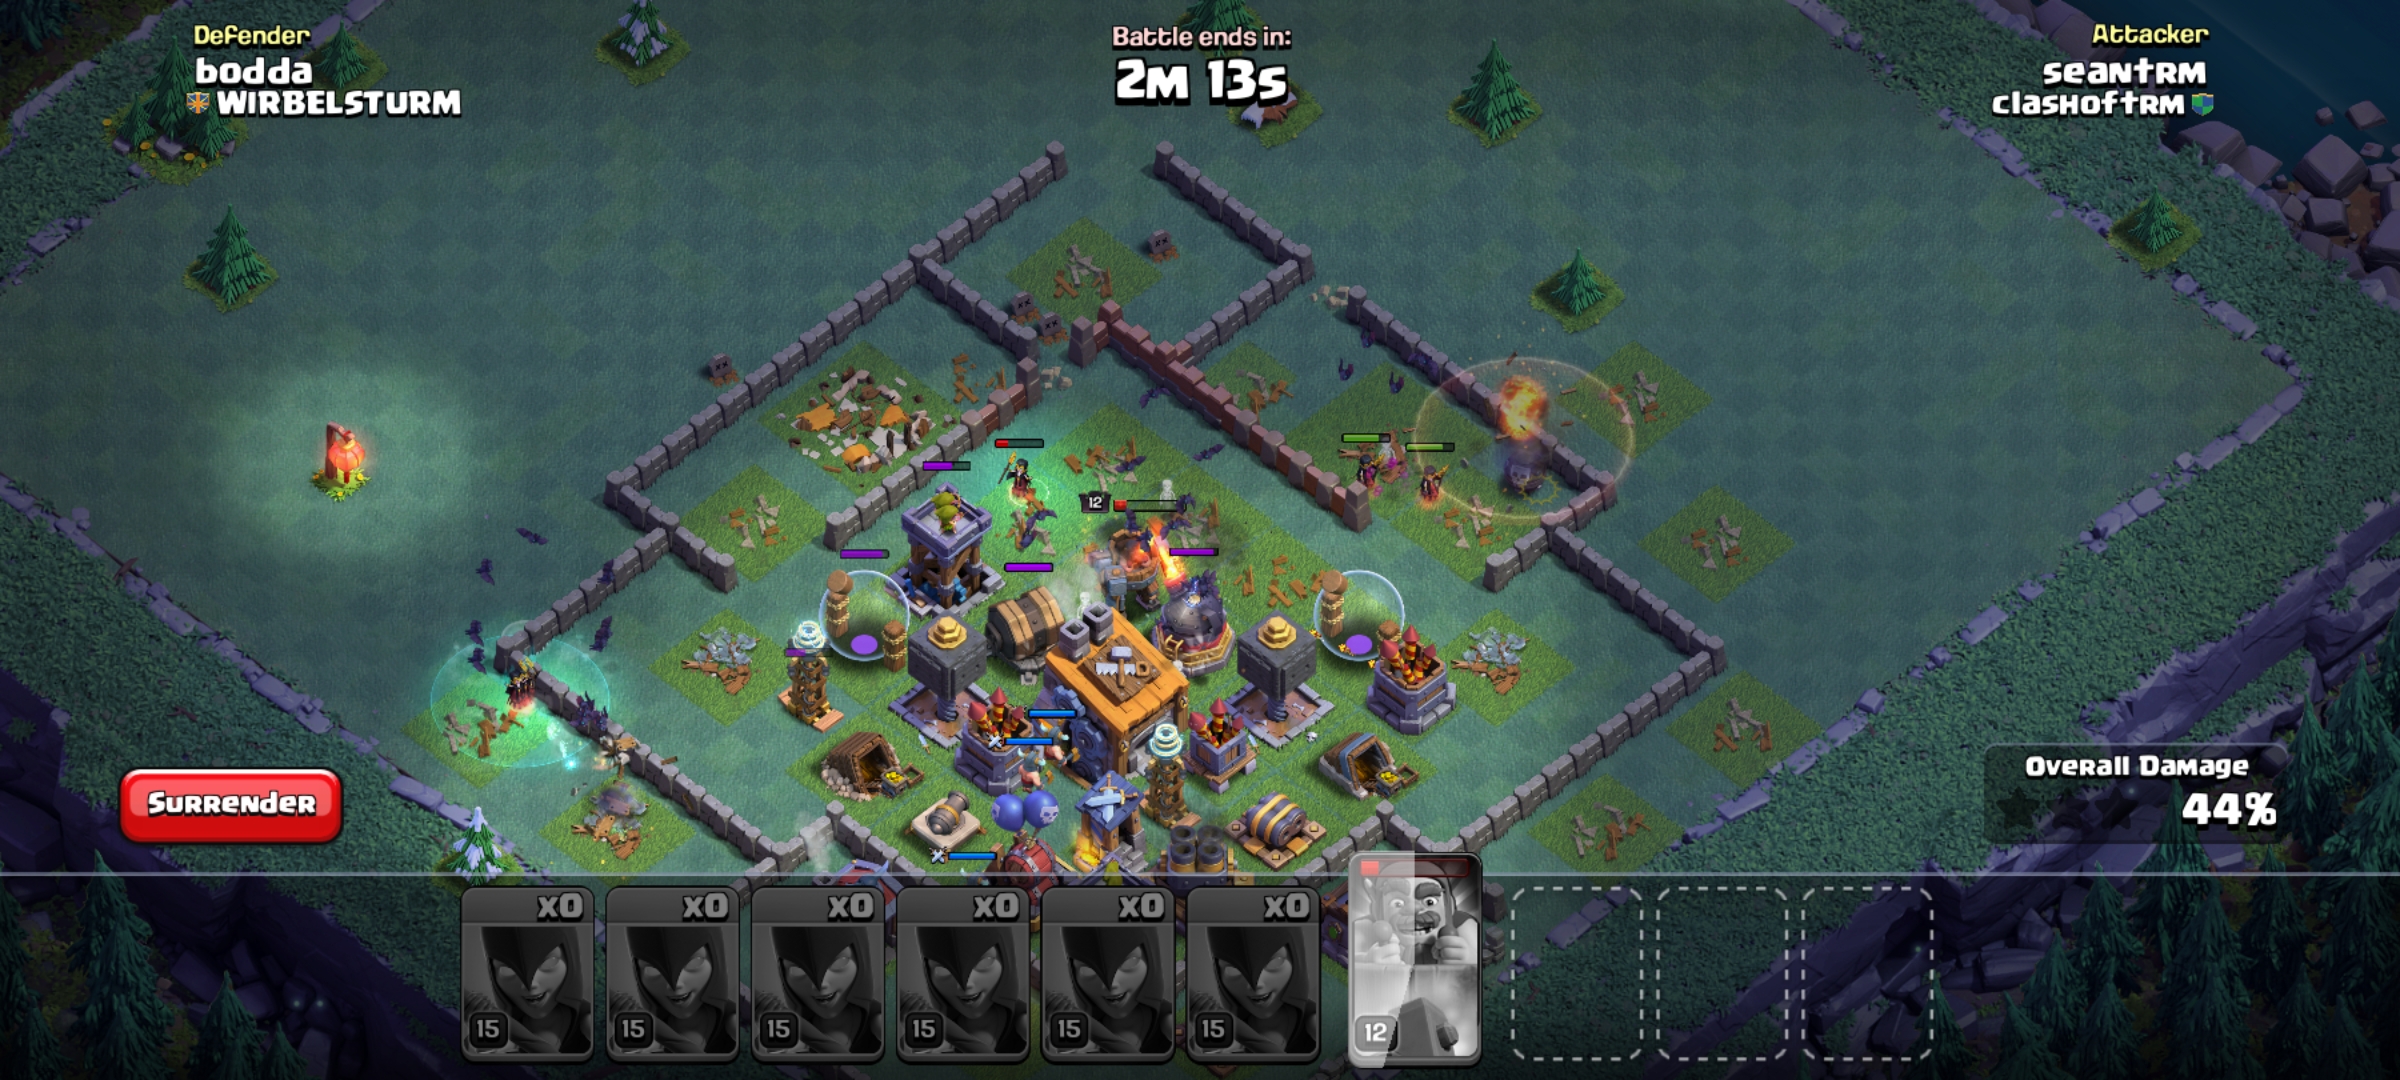 Defender
bodda
WIRBELSTURM
Battle ends in:
2M 13s
Attacker
seantRM
clashoftRM
12
Surrender
Overall Damage
44%
x0
x0
x0
x0
x0
x0
15
15
15
15
15
15
12